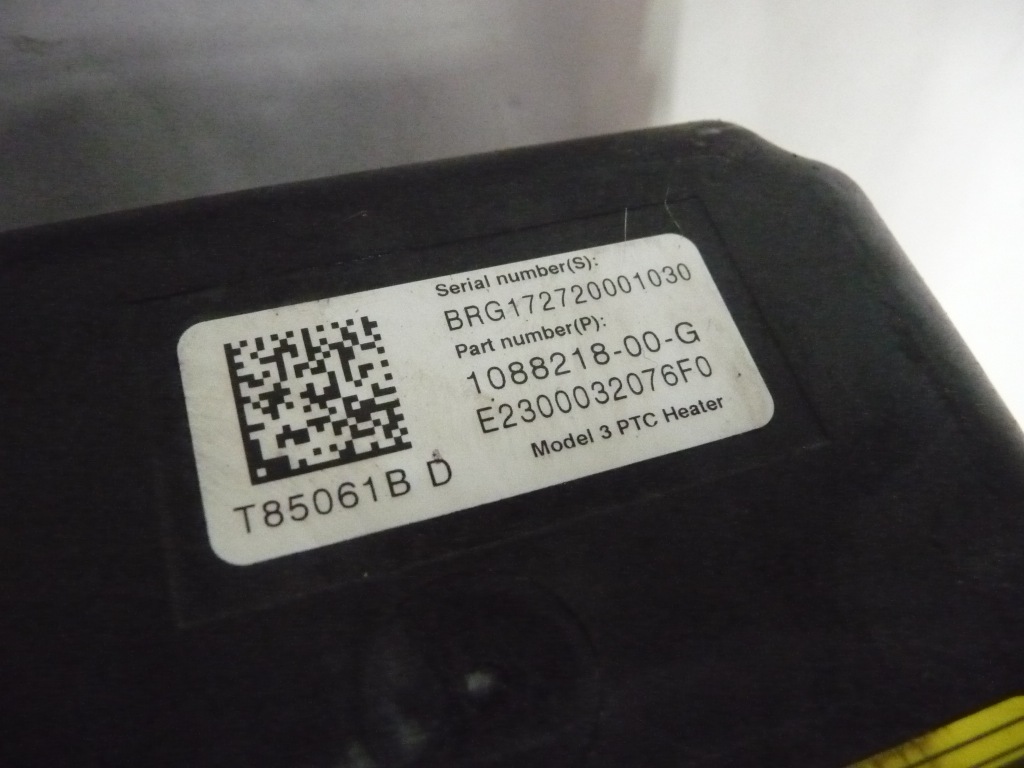 Serial number(S):
BRG172720001030
Part number(P):
1088218-00-G
E2300032076F0
Model 3 PTC Heater
T85061B D